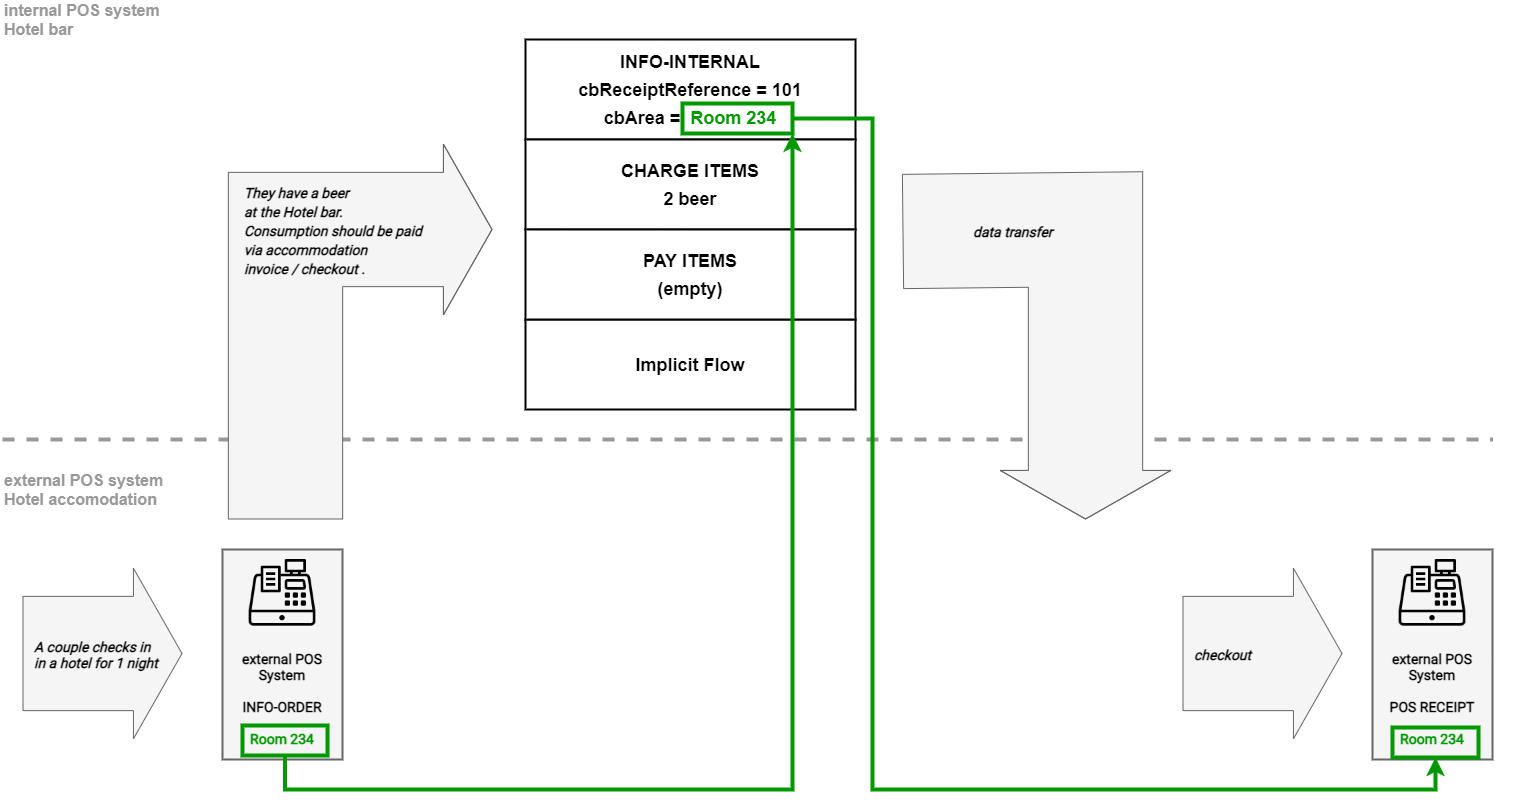 internal POS system
Hotel bar
INFO-INTERNAL
cbReceiptReference = 101
cbArea = Room 234
CHARGE ITEMS
2 beer
PAY ITEMS
(empty)
Implicit Flow
They have a beer
at the Hotel bar.
Consumption should be paid
via accommodation
invoice / checkout .
data transfer
external POS system
Hotel accomodation
A couple checks in
in a hotel for 1 night
external POS
System
INFO-ORDER
Room 234
checkout
external POS
System
POS RECEIPT
Room 234